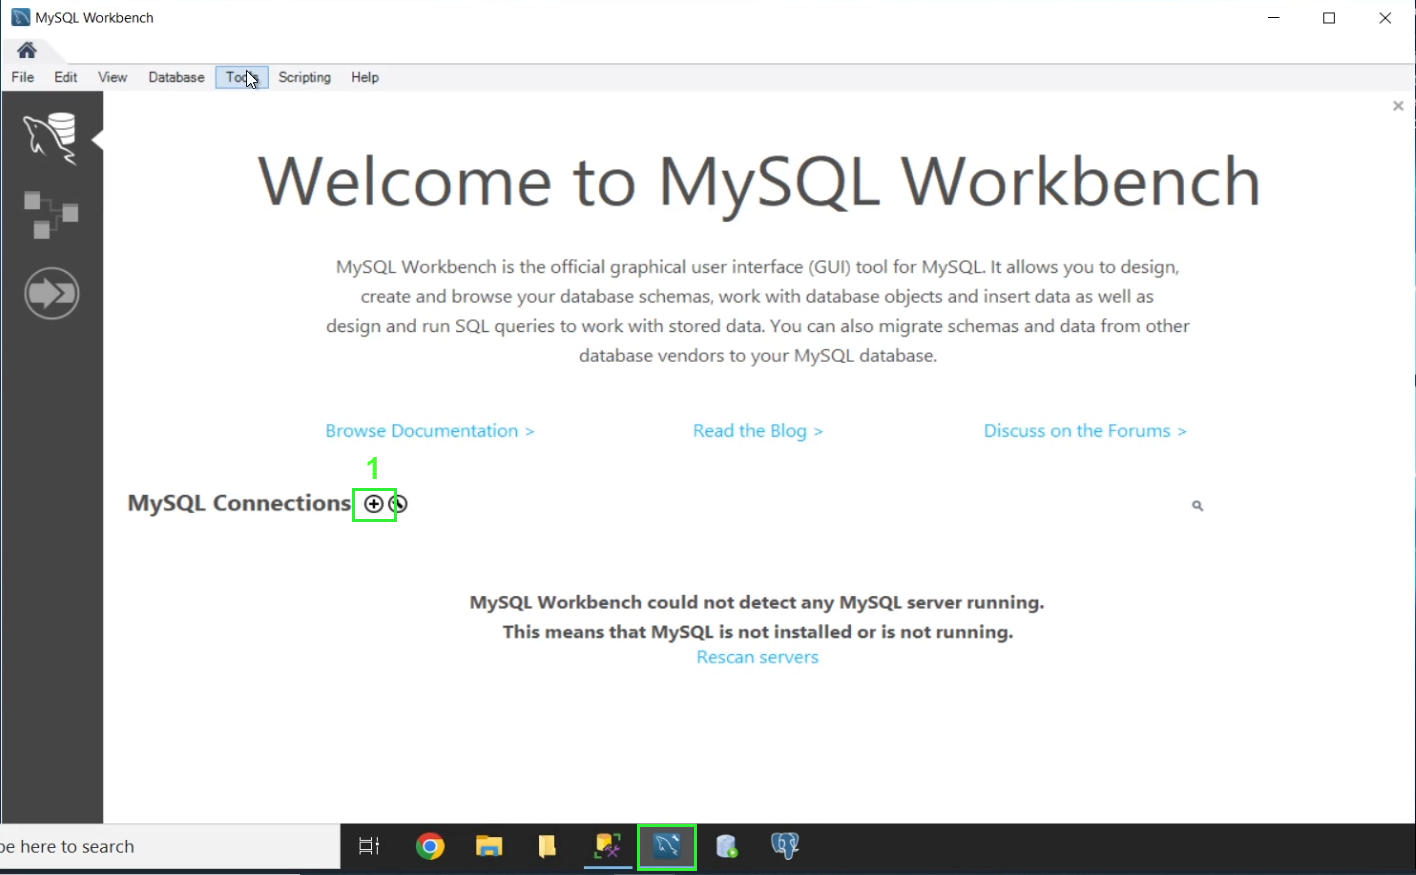 MySQL Workbench
File Edit View Database Tools Scripting Help
Welcome to MySQL Workbench
MySQL Workbench is the official graphical user interface (GUI) tool for MySQL. It allows you to design,
create and browse your database schemas, work with database objects and insert data as well as
design and run SQL queries to work with stored data. You can also migrate schemas and data from other
database vendors to your MySQL database.
Browse Documentation > Read the Blog > Discuss on the Forums >
1
MySQL Connections
MySQL Workbench could not detect any MySQL server running.
This means that MySQL is not installed or is not running.
Rescan servers
pe here to search